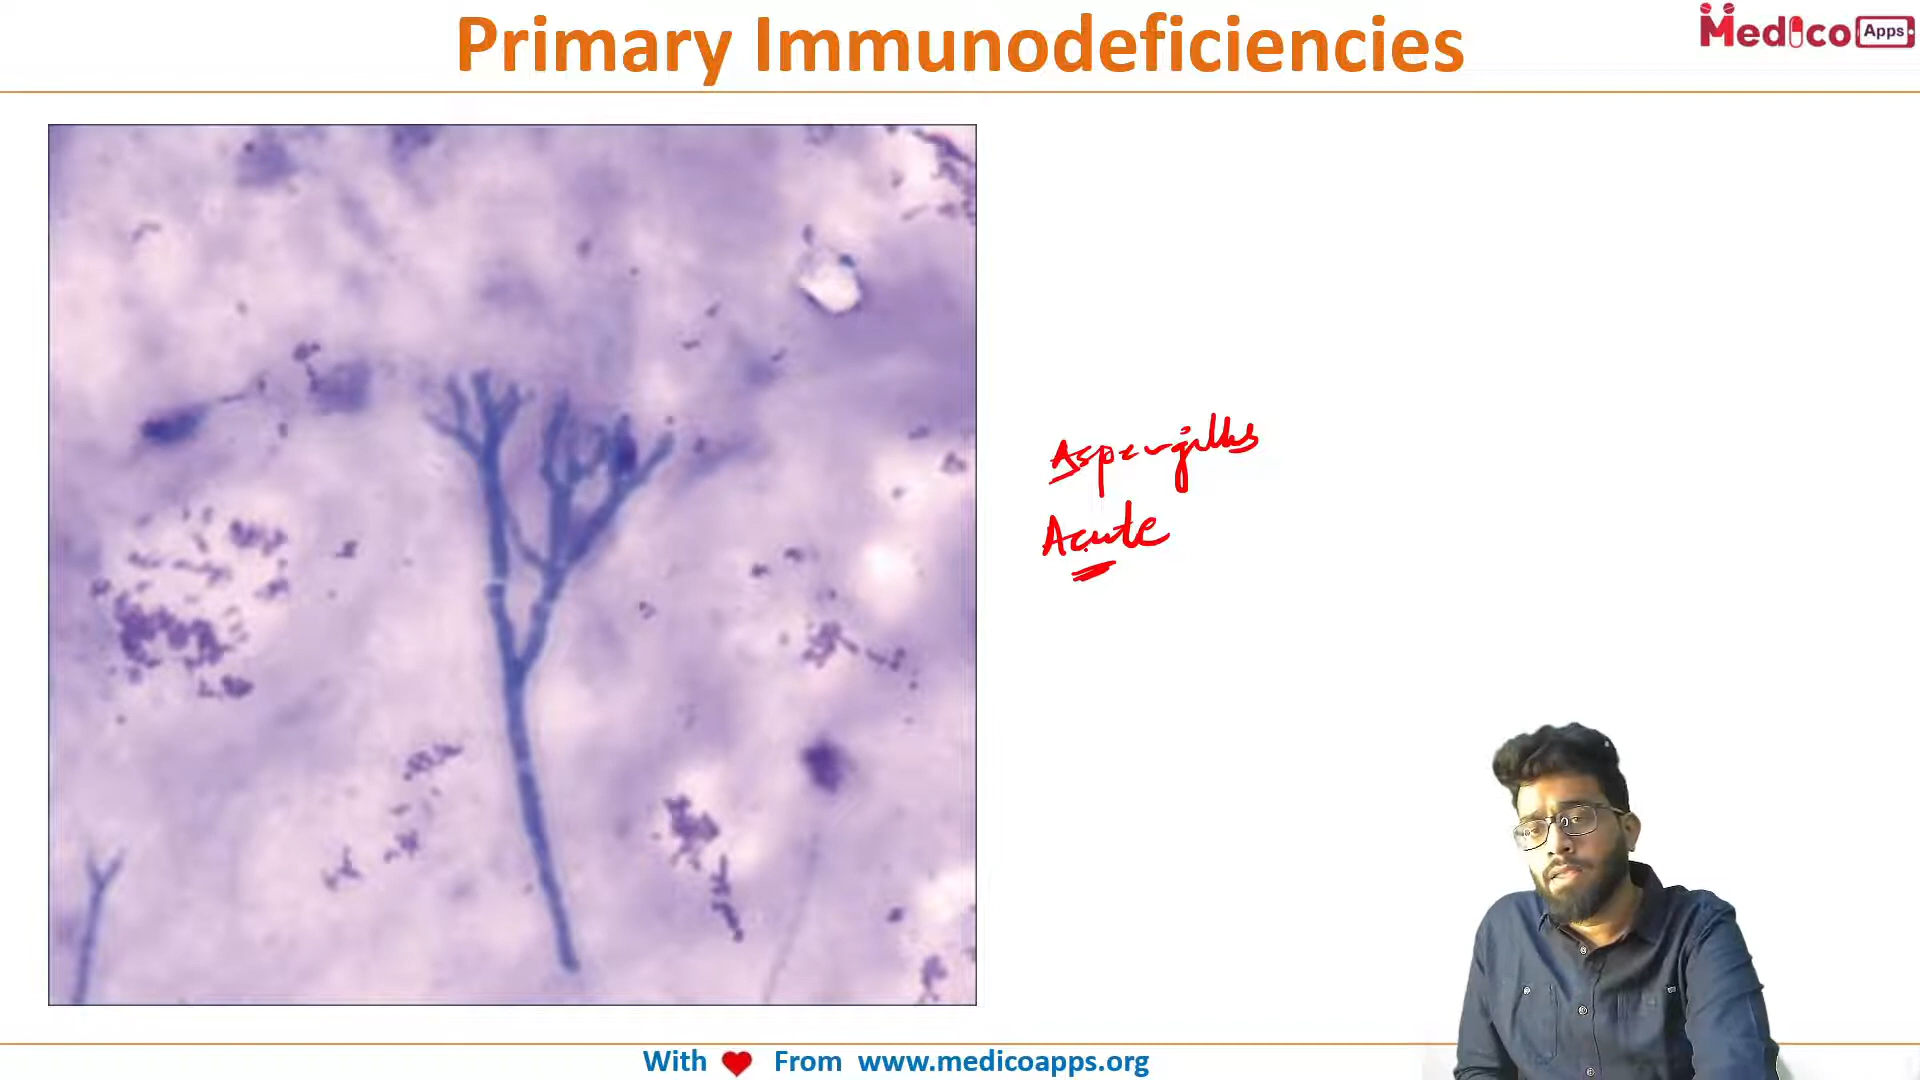 Primary Immunodeficiencies
Medico Apps
Aspergillus
Acute
With From www.medicoapps.org